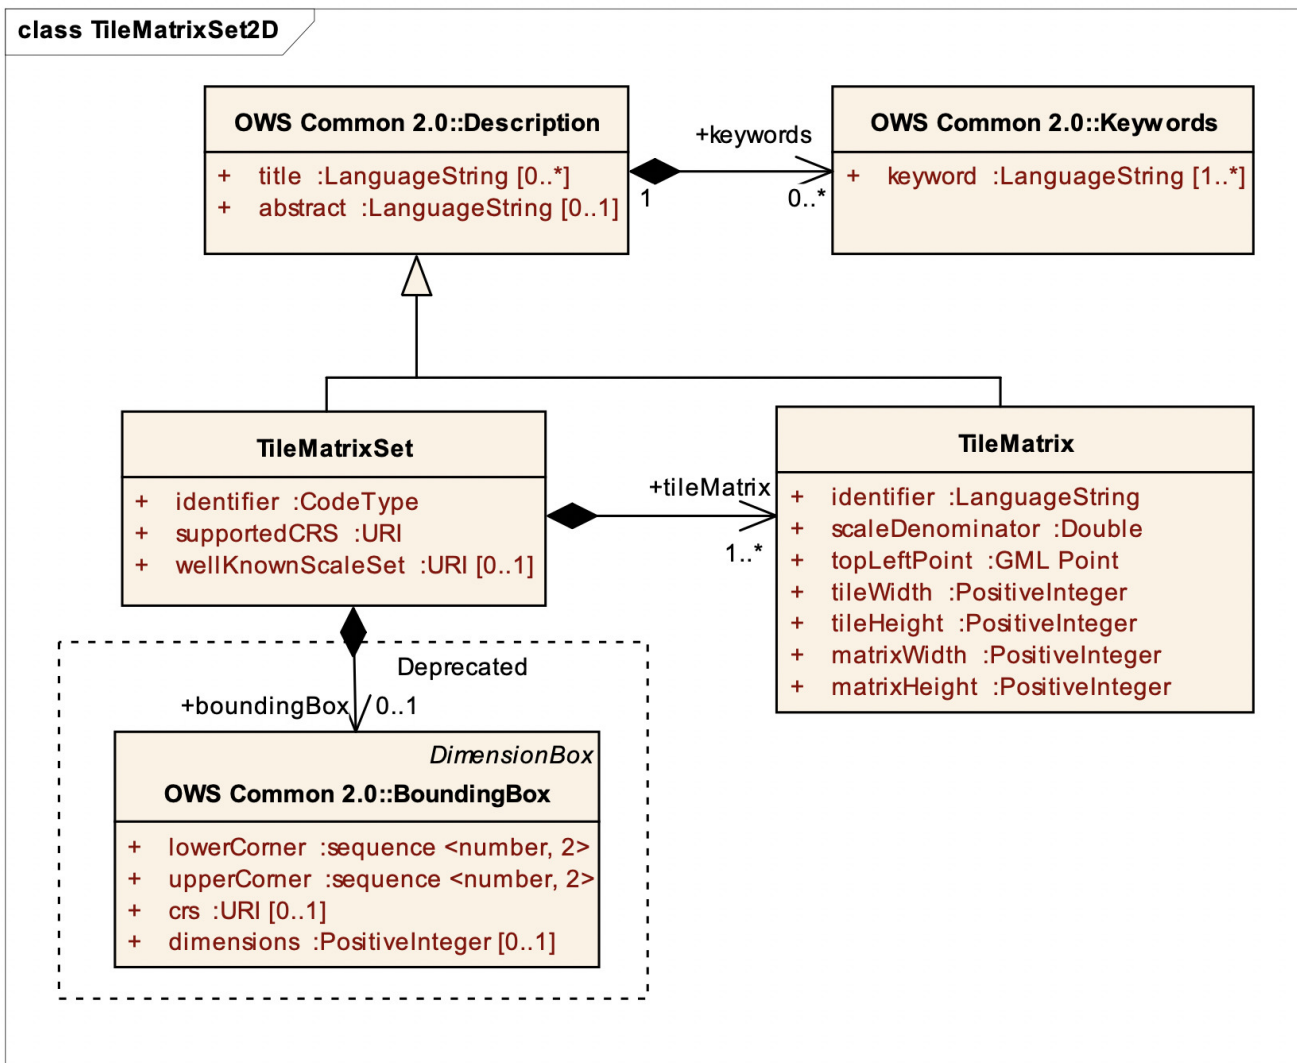 class TileMatrixSet2D
OWS Common 2.0::Description
+ title :LanguageString [0..*]
+ abstract :LanguageString [0..1]
+keywords
1
0..*
OWS Common 2.0::Keywords
+ keyword :LanguageString [1..*]
TileMatrixSet
+ identifier :CodeType
+ supportedCRS :URI
+ wellKnownScaleSet :URI [0..1]
+tileMatrix
1..*
TileMatrix
+ identifier :LanguageString
+ scaleDenominator :Double
+ topLeftPoint :GML Point
+ tileWidth :PositiveInteger
+ tileHeight :PositiveInteger
+ matrixWidth :PositiveInteger
+ matrixHeight :PositiveInteger
Deprecated
+boundingBox
0..1
DimensionBox
OWS Common 2.0::BoundingBox
+ lowerCorner :sequence <number, 2>
+ upperCorner :sequence <number, 2>
+ crs :URI [0..1]
+ dimensions :PositiveInteger [0..1]